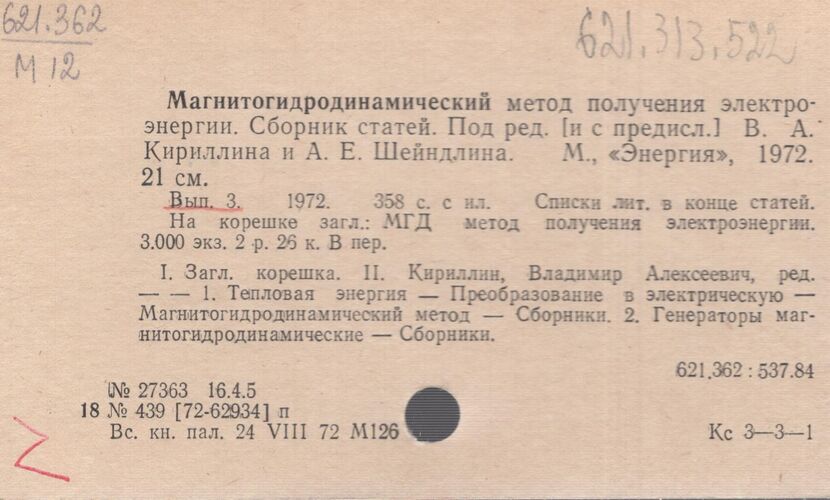 621.362
М 12
621.313.522
Магнитогидродинамический метод получения электро-
энергии. Сборник статей. Под ред. [и с предисл.] В. А.
Кириллина и А. Е. Шейндлина. М., «Энергия», 1972.
21 см.
Вып. 3. 1972. 358 с. с ил. Списки лит. в конце статей.
На корешке загл.: МГД метод получения электроэнергии.
3.000 экз. 2 р. 26 к. В пер.
I. Загл. корешка. II. Кириллин, Владимир Алексеевич, ред.
— — 1. Тепловая энергия — Преобразование в электрическую —
Магнитогидродинамический метод — Сборники. 2. Генераторы маг-
нитогидродинамические — Сборники.
621.362 : 537.84
№ 27363 16.4.5
18 № 439 [72-62934] п
Вс. кн. пал. 24 VIII 72 М126
Кс 3—3—1